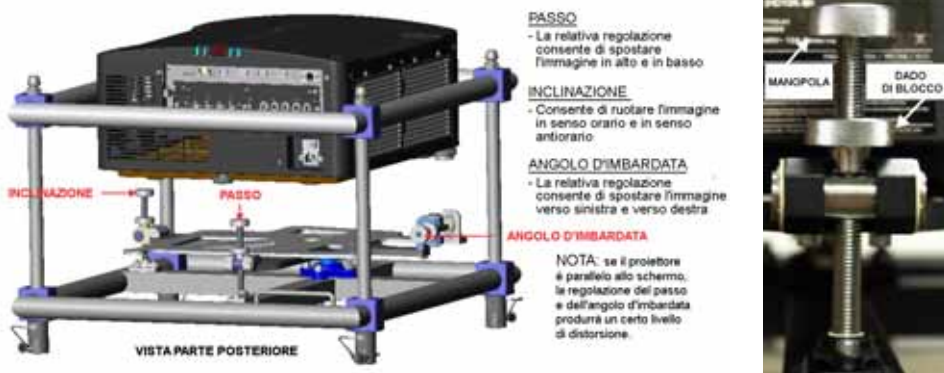 PASSO
- La relativa regolazione
consente di spostare
l'immagine in alto e in basso
INCLINAZIONE
- Consente di ruotare l'immagine
in senso orario e in senso
antiorario
ANGOLO D'IMBARDATA
- La relativa regolazione
consente di spostare l'immagine
verso sinistra e verso destra
INCLINAZIONE
PASSO
ANGOLO D'IMBARDATA
NOTA: se il proiettore
è parallelo allo schermo,
la regolazione del passo
e dell'angolo d'imbardata
produrrà un certo livello
di distorsione.
VISTA PARTE POSTERIORE
MANOPOLA
DADO
DI BLOCCO